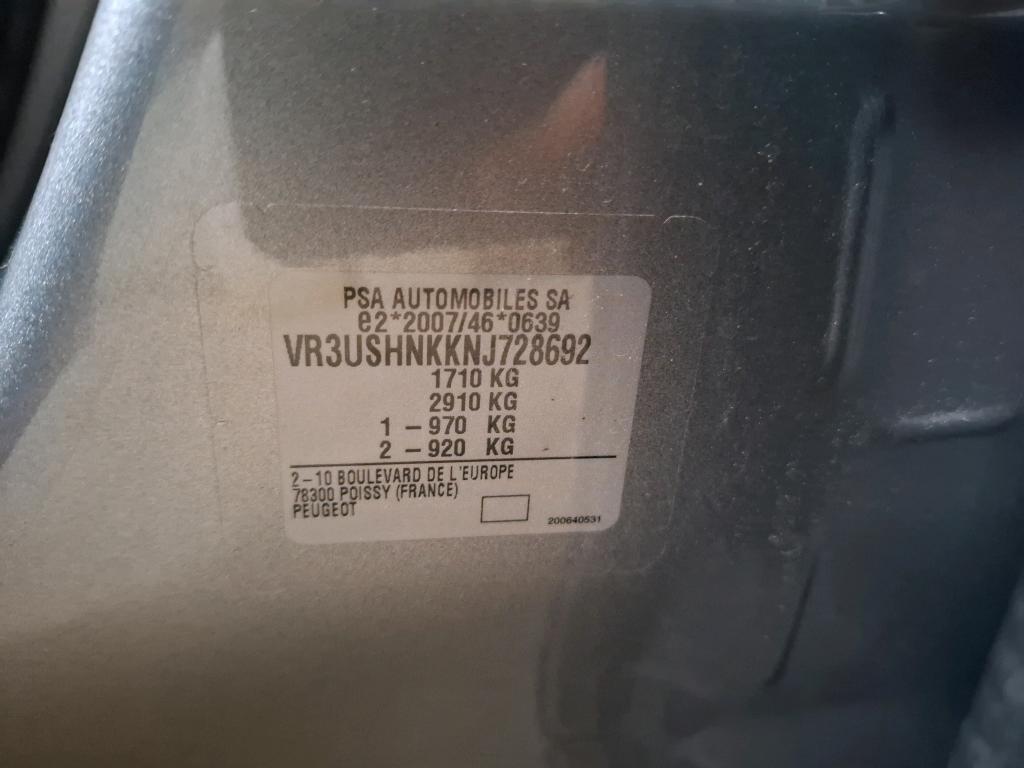 PSA AUTOMOBILES SA
e2*2007/46*0639
VR3USHNKKNJ728692
1710 KG
2910 KG
1 – 970 KG
2 – 920 KG
2–10 BOULEVARD DE L'EUROPE
78300 POISSY (FRANCE)
PEUGEOT
200640531